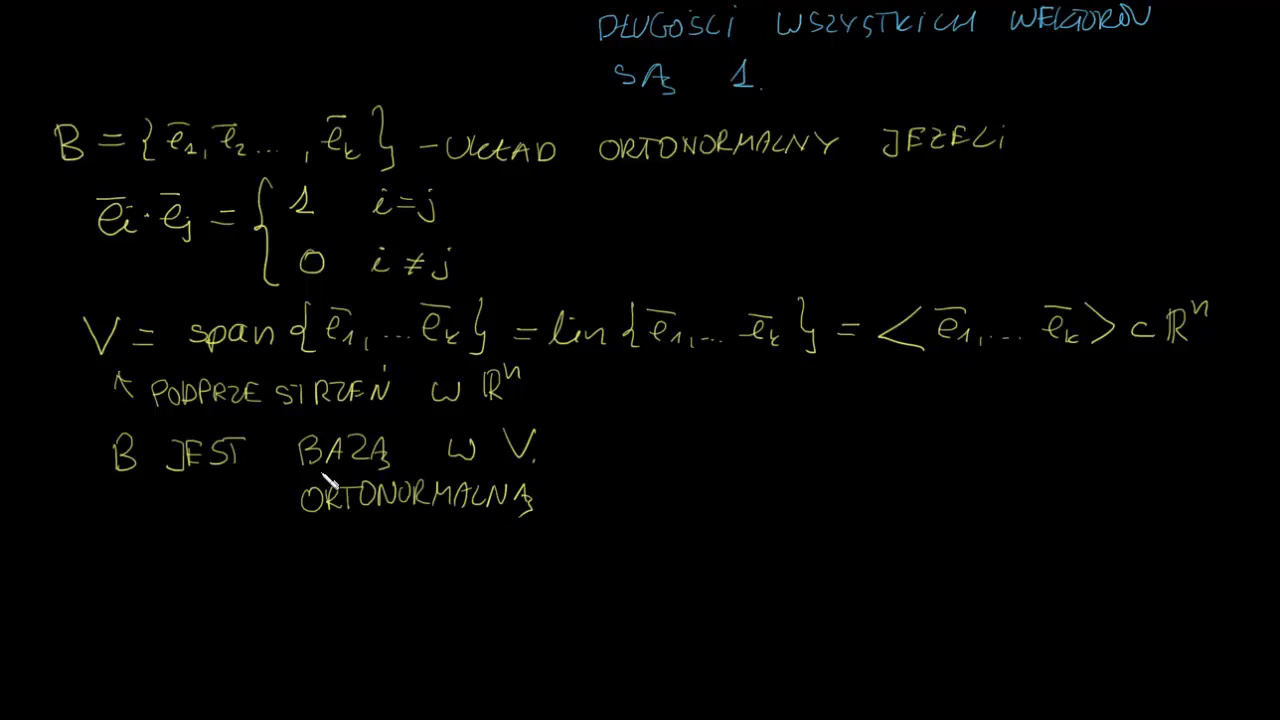 DŁUGOŚCI WSZYSTKICH WEKTORÓW
SĄ 1.
B = {ē₁, ē₂ ..., ēₖ} – UKŁAD ORTONORMALNY JEŻELI
ēᵢ · ēⱼ = { 1 i=j
0 i≠j
V = span{ē₁, ... ēₖ} = lin{ē₁, ... ēₖ} = <ē₁, ... ēₖ> ⊂ ℝⁿ
↑ PODPRZESTRZEŃ W ℝⁿ
B JEST BAZĄ W V.
ORTONORMALNĄ